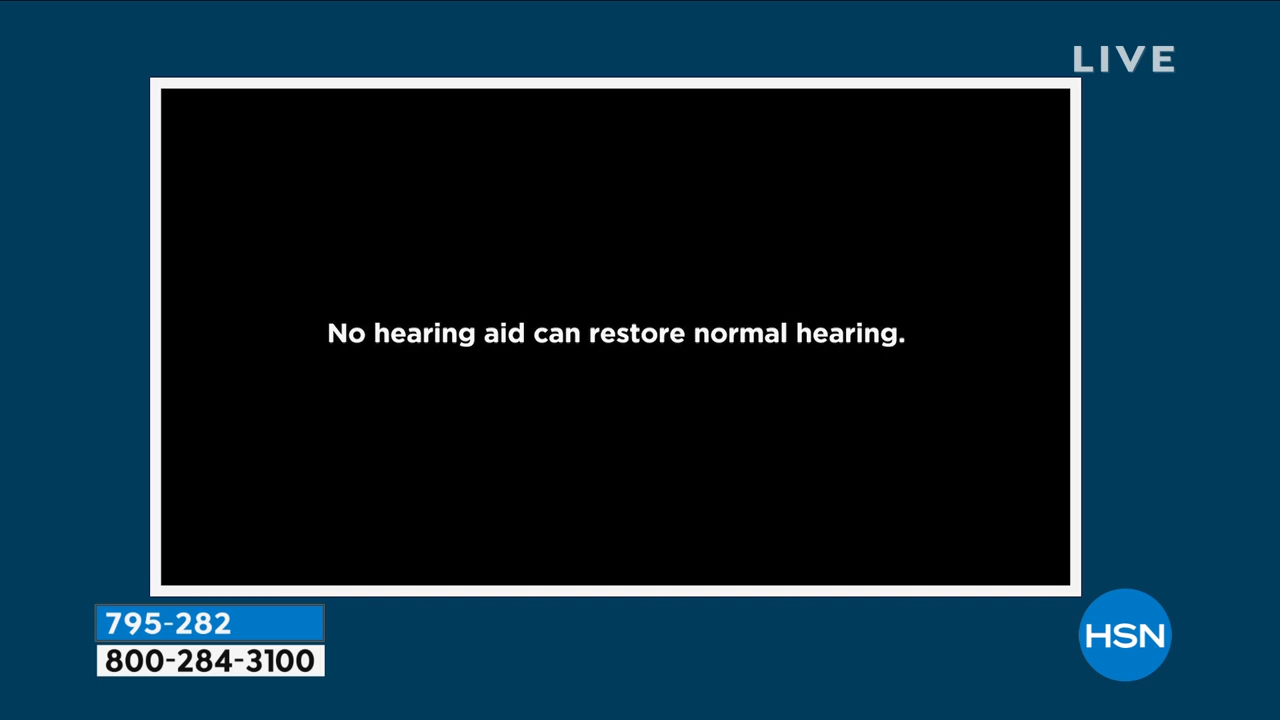 LIVE
No hearing aid can restore normal hearing.
795-282
800-284-3100
HSN